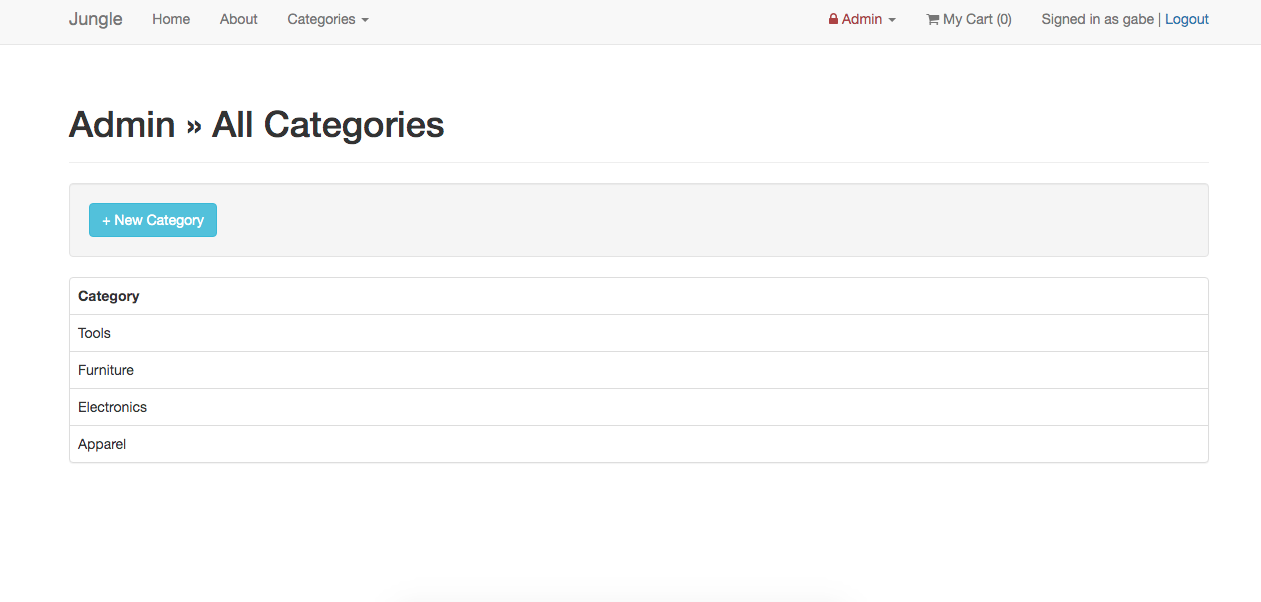 Jungle Home About Categories Admin My Cart (0) Signed in as gabe | Logout
Admin » All Categories
+ New Category
Category
Tools
Furniture
Electronics
Apparel